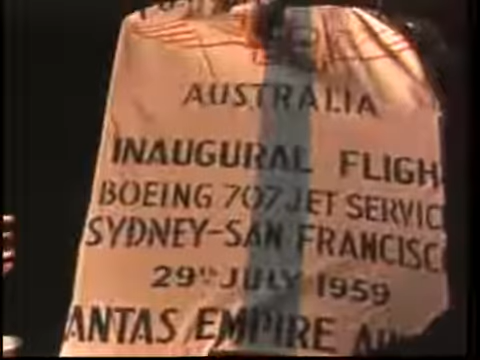 AUSTRALIA
INAUGURAL FLIGH
BOEING 707 JET SERVIC
SYDNEY-SAN FRANCISC
29TH JULY 1959
ANTAS EMPIRE AI